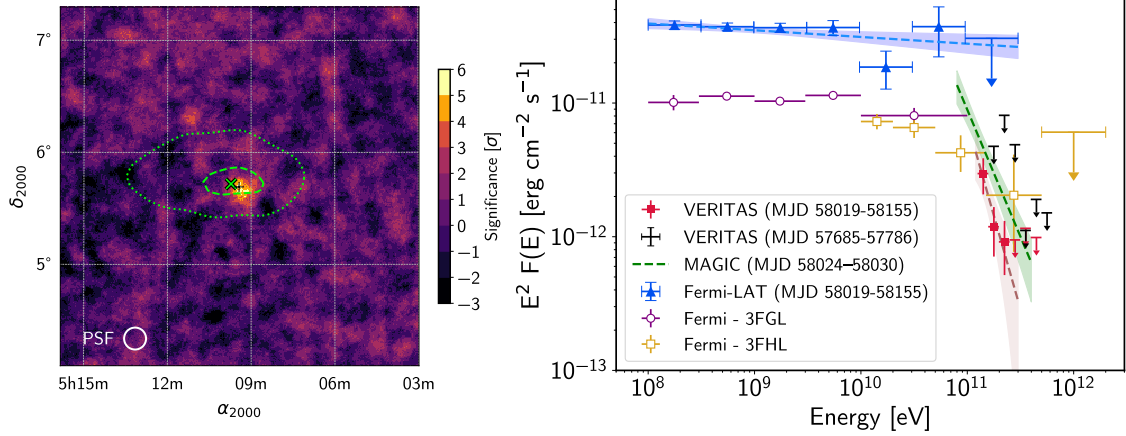 7°
6°
5°
δ2000
PSF
5h15m 12m 09m 06m 03m
α2000
6
5
4
3
2
1
0
−1
−2
−3
Significance [σ]
E² F(E) [erg cm⁻² s⁻¹]
10⁻¹¹
10⁻¹²
10⁻¹³
VERITAS (MJD 58019-58155)
VERITAS (MJD 57685-57786)
MAGIC (MJD 58024–58030)
Fermi-LAT (MJD 58019-58155)
Fermi - 3FGL
Fermi - 3FHL
10⁸ 10⁹ 10¹⁰ 10¹¹ 10¹²
Energy [eV]